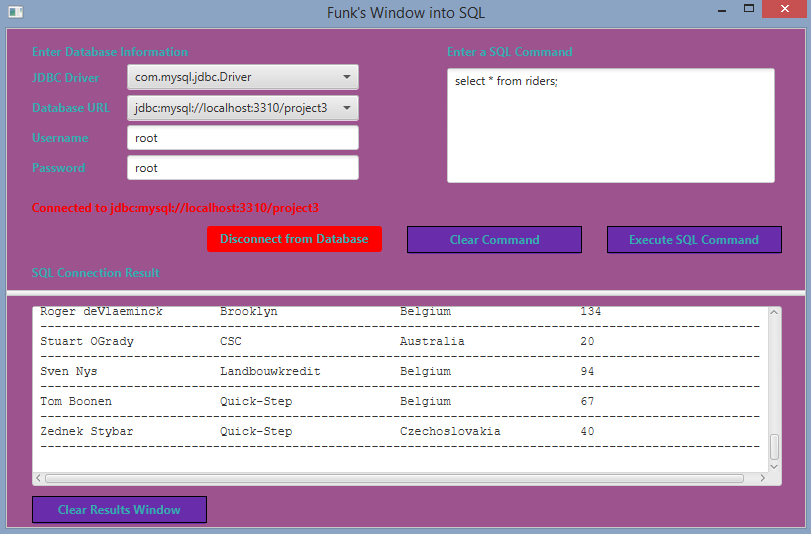 Funk's Window into SQL
Enter Database Information
JDBC Driver com.mysql.jdbc.Driver
Database URL jdbc:mysql://localhost:3310/project3
Username root
Password root
Enter a SQL Command
select * from riders;
Connected to jdbc:mysql://localhost:3310/project3
Disconnect from Database Clear Command Execute SQL Command
SQL Connection Result
Roger deVlaeminck Brooklyn Belgium 134
Stuart OGrady CSC Australia 20
Sven Nys Landbouwkredit Belgium 94
Tom Boonen Quick-Step Belgium 67
Zednek Stybar Quick-Step Czechoslovakia 40
Clear Results Window